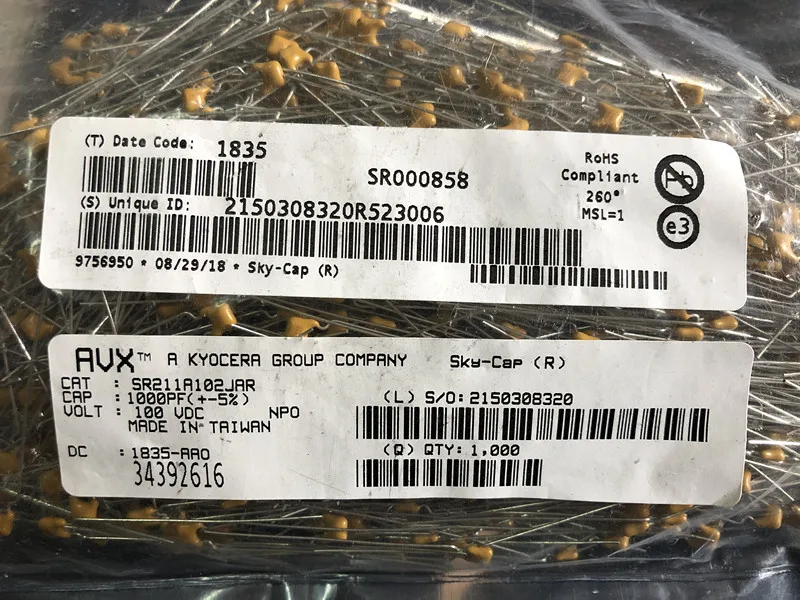 (T) Date Code: 1835
SR000858
RoHS
Compliant
260°
MSL=1
Pb
e3
(S) Unique ID: 2150308320R523006
9756950 * 08/29/18 * Sky-Cap (R)
AVX™ A KYOCERA GROUP COMPANY Sky-Cap (R)
CAT : SR211A102JAR
CAP : 1000PF(+-5%)
VOLT : 100 VDC NPO
MADE IN TAIWAN
DC : 1835-AAO
34392616
(L) S/O: 2150308320
(Q) QTY: 1,000